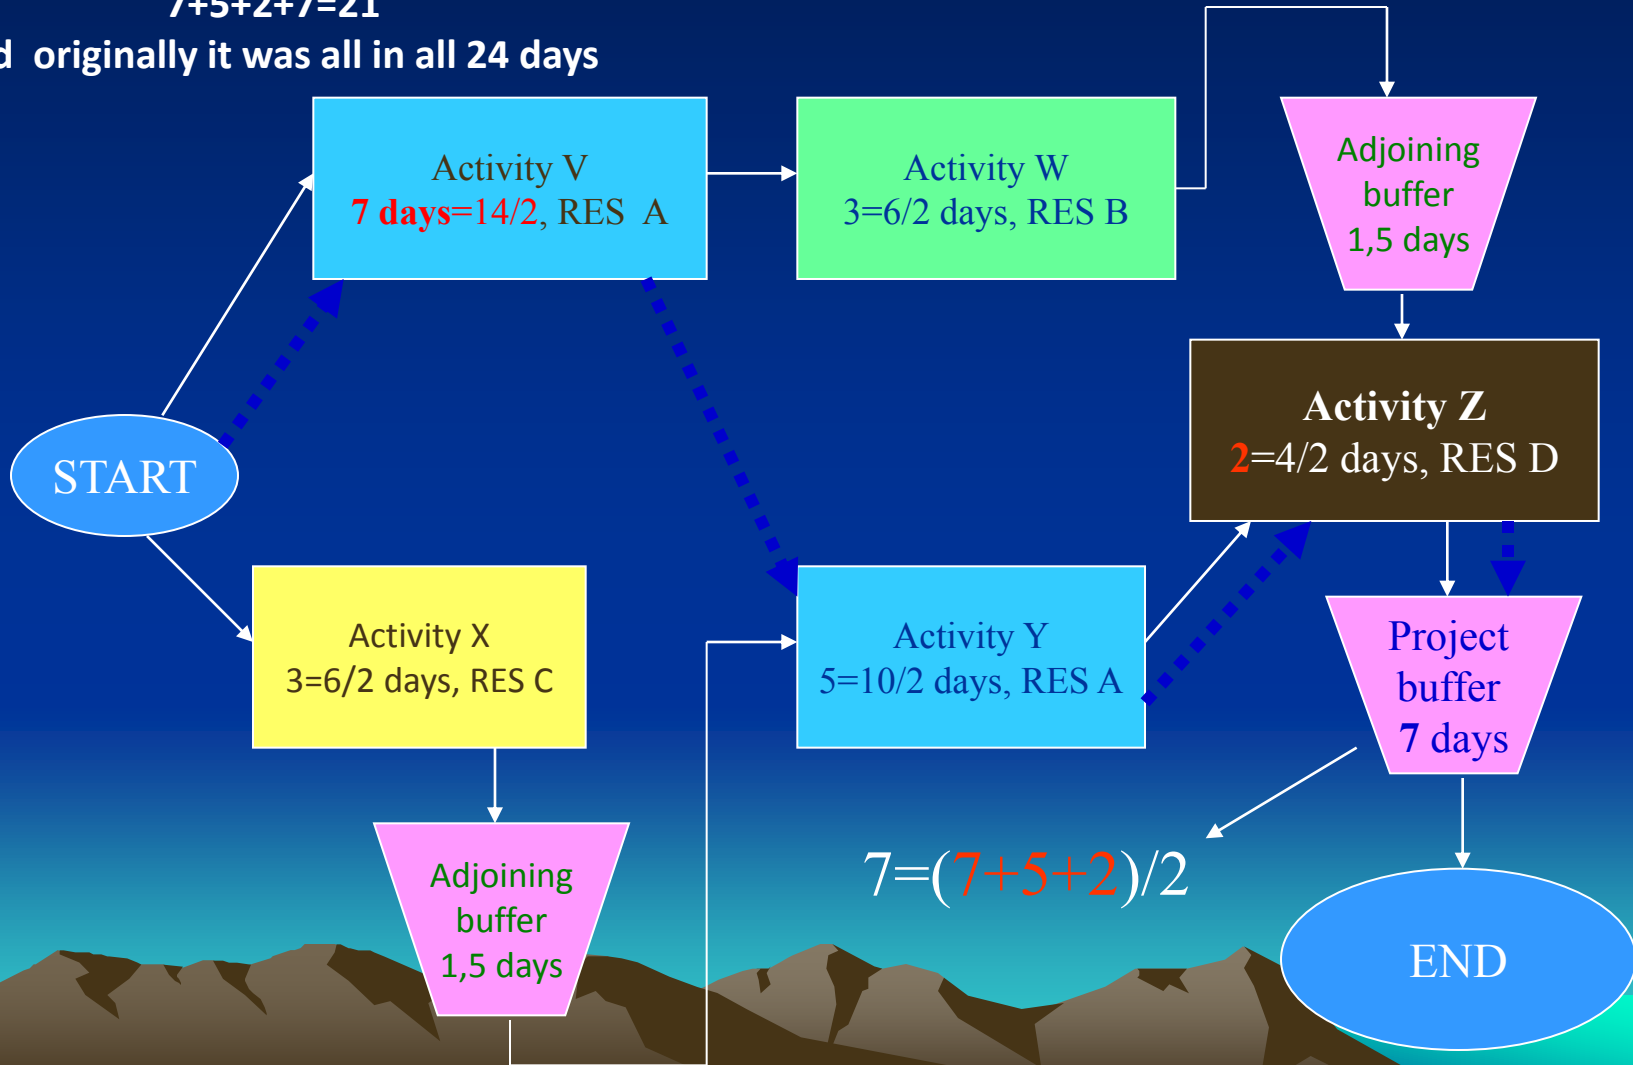 7+5+2+7=21
d originally it was all in all 24 days
Activity V
7 days=14/2, RES A
Activity W
3=6/2 days, RES B
Adjoining
buffer
1,5 days
Activity Z
2=4/2 days, RES D
START
Activity X
3=6/2 days, RES C
Activity Y
5=10/2 days, RES A
Project
buffer
7 days
Adjoining
buffer
1,5 days
7=(7+5+2)/2
END